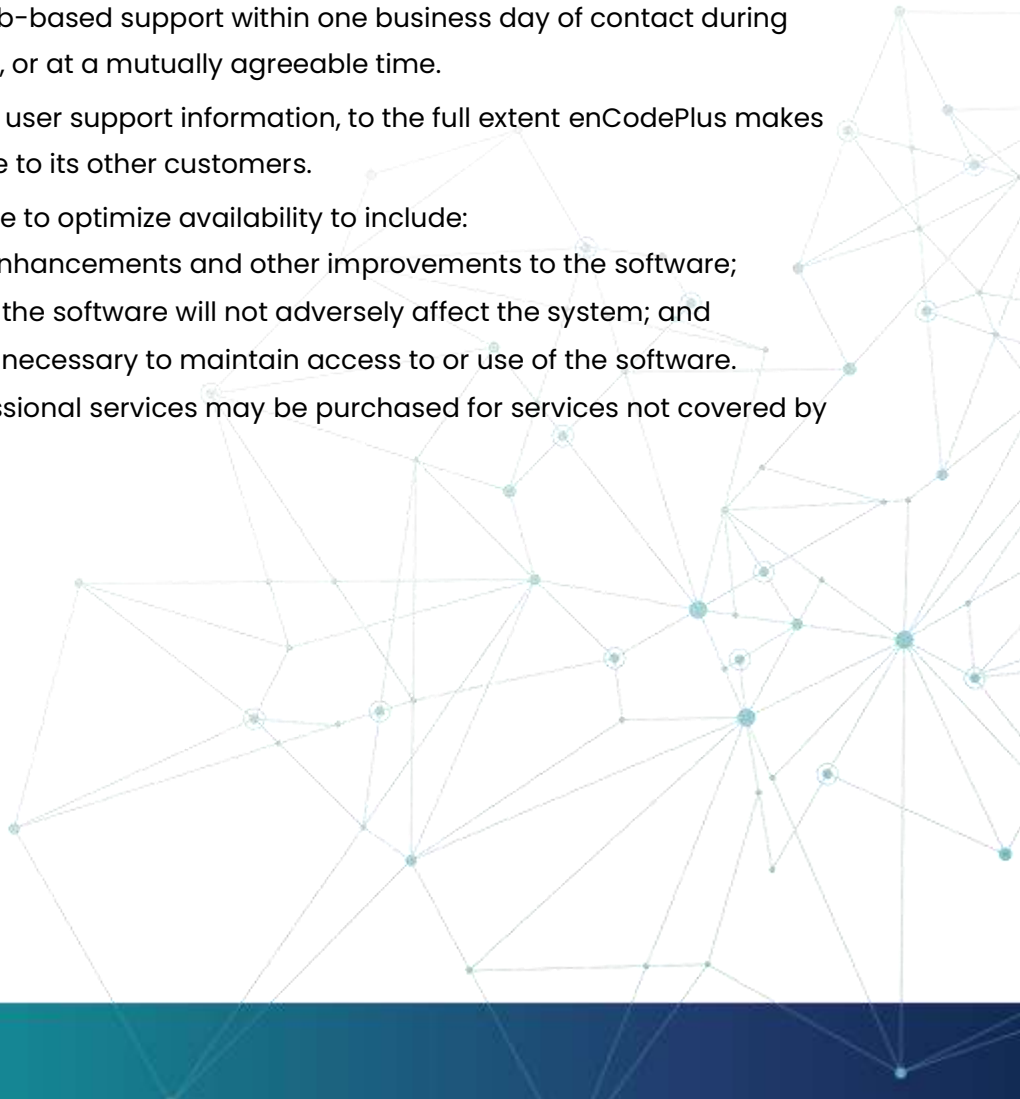 b-based support within one business day of contact during
, or at a mutually agreeable time.
user support information, to the full extent enCodePlus makes
e to its other customers.
e to optimize availability to include:
nhancements and other improvements to the software;
the software will not adversely affect the system; and
necessary to maintain access to or use of the software.
ssional services may be purchased for services not covered by